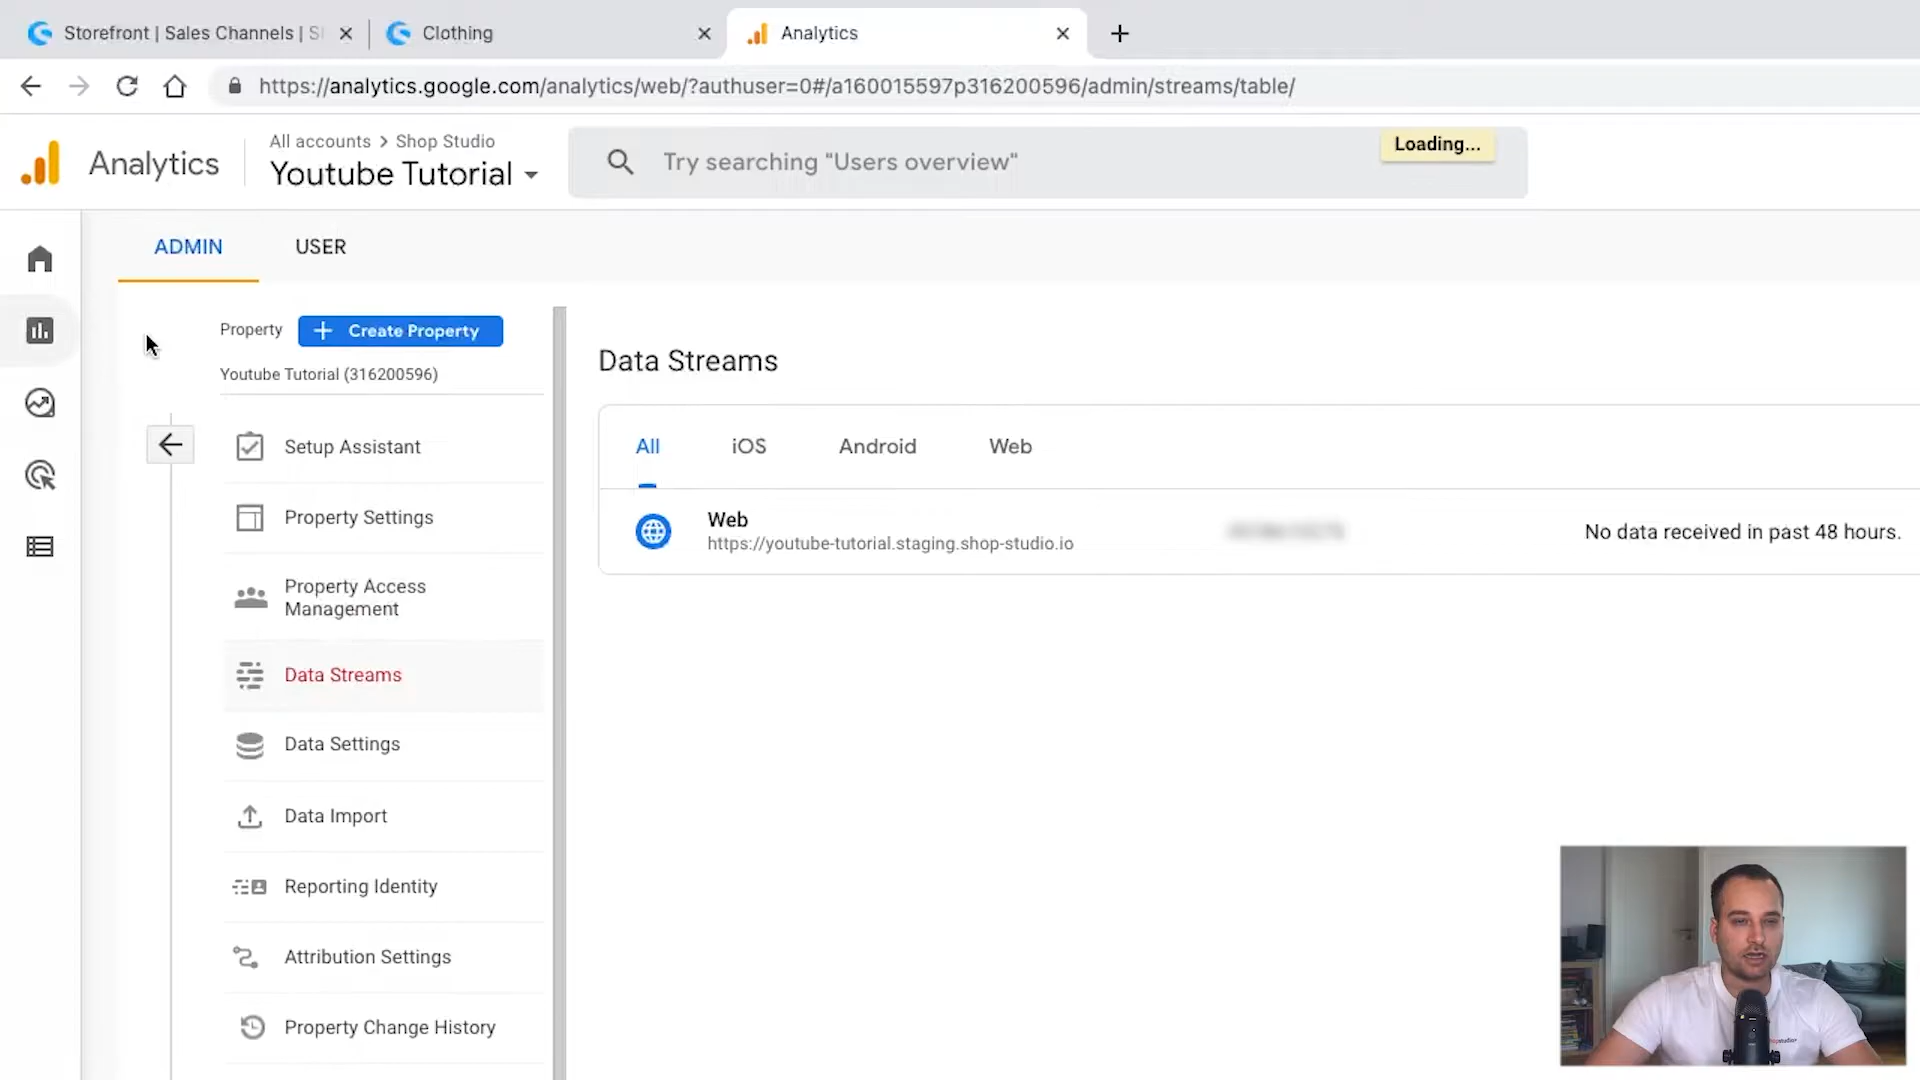 Storefront | Sales Channels | S
Clothing
Analytics
https://analytics.google.com/analytics/web/?authuser=0#/a160015597p316200596/admin/streams/table/
Analytics
All accounts > Shop Studio
Youtube Tutorial
Try searching "Users overview"
Loading...
ADMIN
USER
Property
Create Property
Youtube Tutorial (316200596)
Setup Assistant
Property Settings
Property Access
Management
Data Streams
Data Settings
Data Import
Reporting Identity
Attribution Settings
Property Change History
Data Streams
All
iOS
Android
Web
Web
https://youtube-tutorial.staging.shop-studio.io
No data received in past 48 hours.